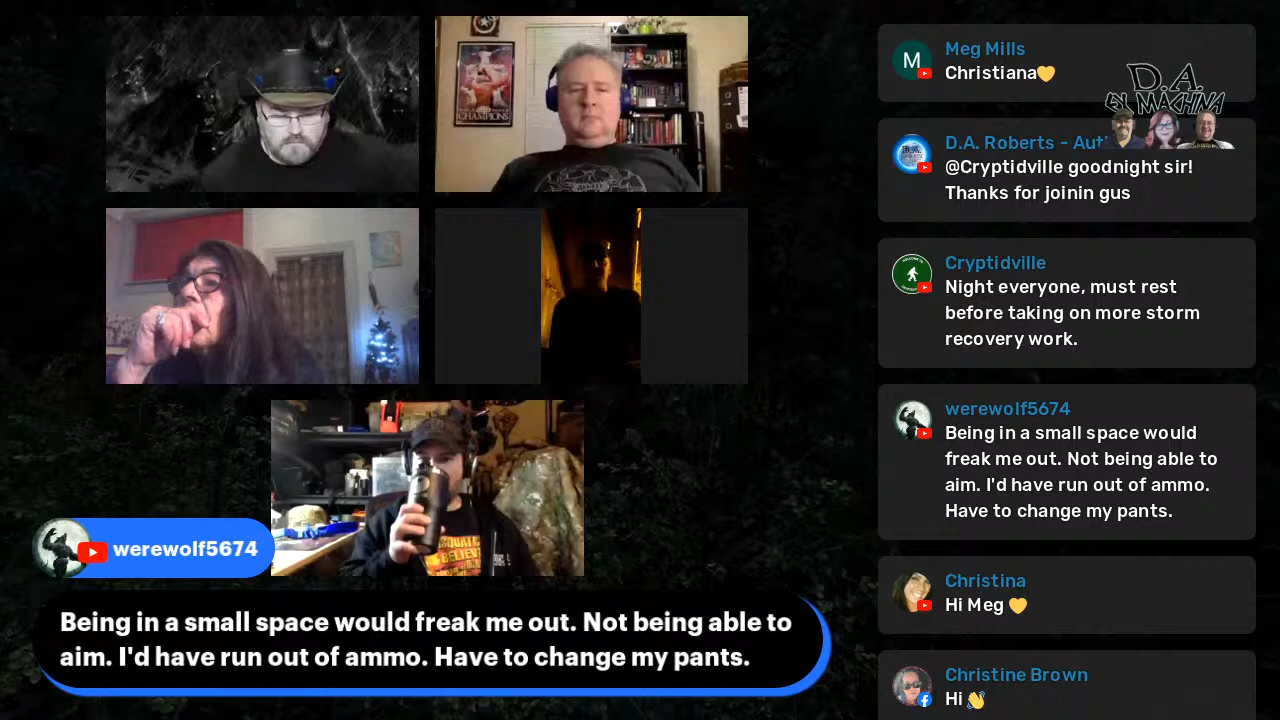 CHAMPIONS
SQUATCH
BELIEVE
werewolf5674
Being in a small space would freak me out. Not being able to
aim. I'd have run out of ammo. Have to change my pants.
M
Meg Mills
Christiana💛
D.A.
EX MACHINA
D.A. Roberts - Aut
@Cryptidville goodnight sir!
Thanks for joinin gus
Cryptidville
Night everyone, must rest
before taking on more storm
recovery work.
werewolf5674
Being in a small space would
freak me out. Not being able to
aim. I'd have run out of ammo.
Have to change my pants.
Christina
Hi Meg 💛
Christine Brown
Hi 👋